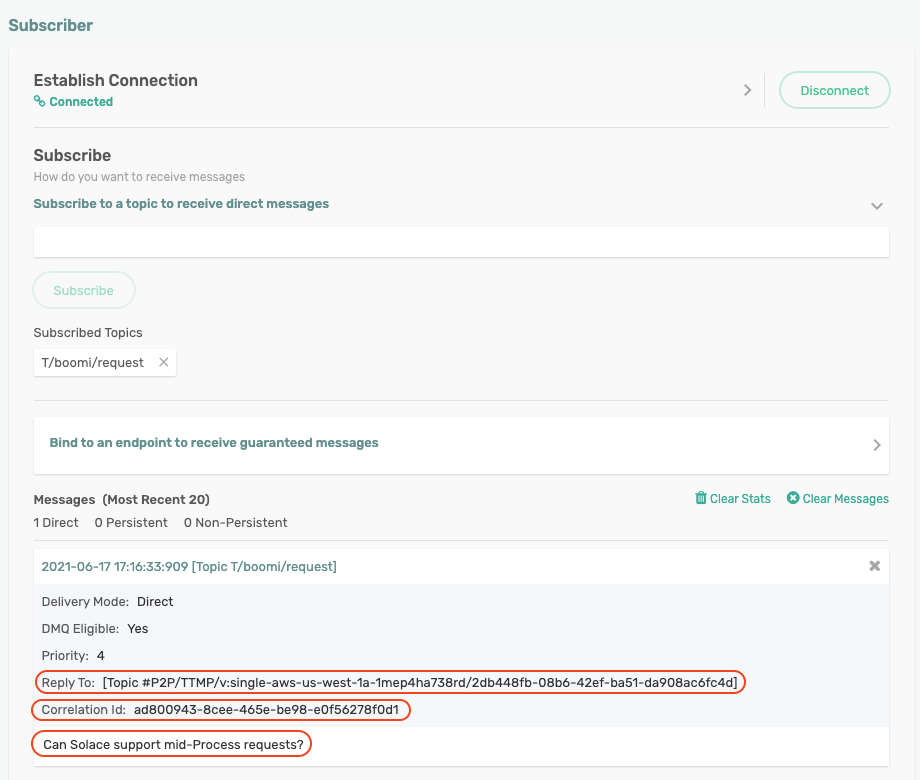 Subscriber
Establish Connection
Connected
Disconnect
Subscribe
How do you want to receive messages
Subscribe to a topic to receive direct messages
Subscribe
Subscribed Topics
T/boomi/request
Bind to an endpoint to receive guaranteed messages
Messages (Most Recent 20) Clear Stats Clear Messages
1 Direct 0 Persistent 0 Non-Persistent
2021-06-17 17:16:33:909 [Topic T/boomi/request]
Delivery Mode: Direct
DMQ Eligible: Yes
Priority: 4
Reply To: [Topic #P2P/TTMP/v:single-aws-us-west-1a-1mep4ha738rd/2db448fb-08b6-42ef-ba51-da908ac6fc4d]
Correlation Id: ad800943-8cee-465e-be98-e0f56278f0d1
Can Solace support mid-Process requests?